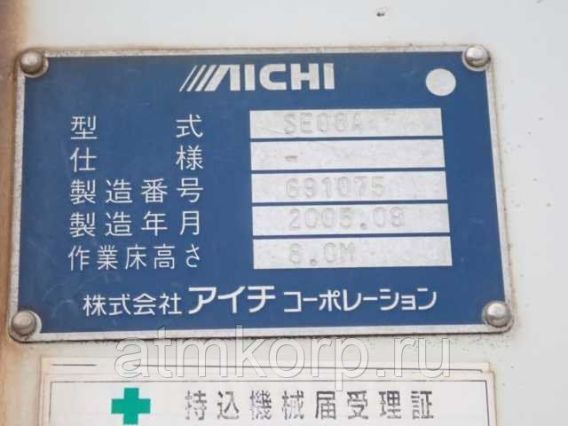 AICHI
型式 SE08A
仕様 -
製造番号 691075
製造年月 2005.08
作業床高さ 8.0M
株式会社 アイチ コーポレーション
atmkorp.ru
持込機械届受理証